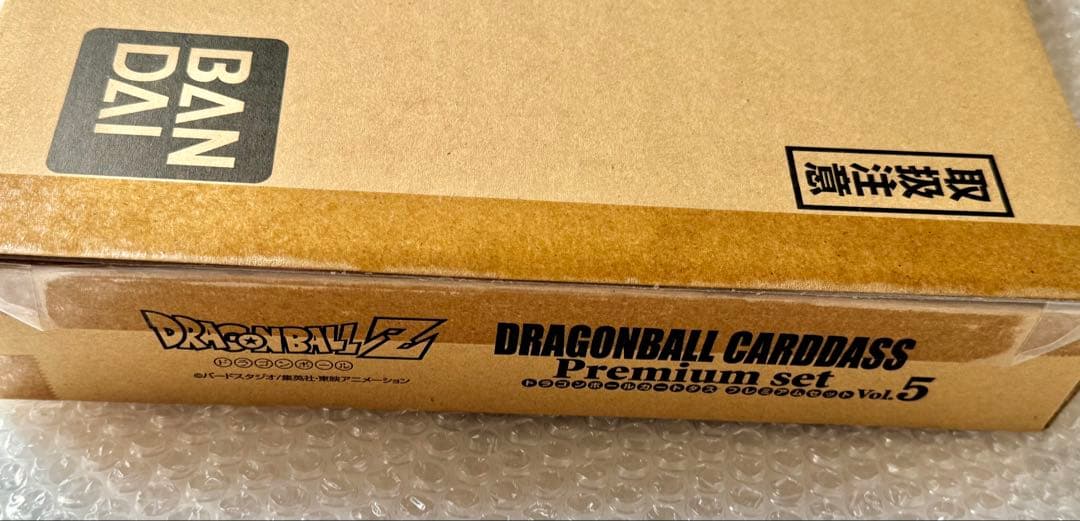 BAN
DAI
取扱注意
DRAGONBALL Z
ドラゴンボール
©バードスタジオ/集英社・東映アニメーション
DRAGONBALL CARDDASS
Premium set
ドラゴンボールカードダス プレミアムセット Vol.5